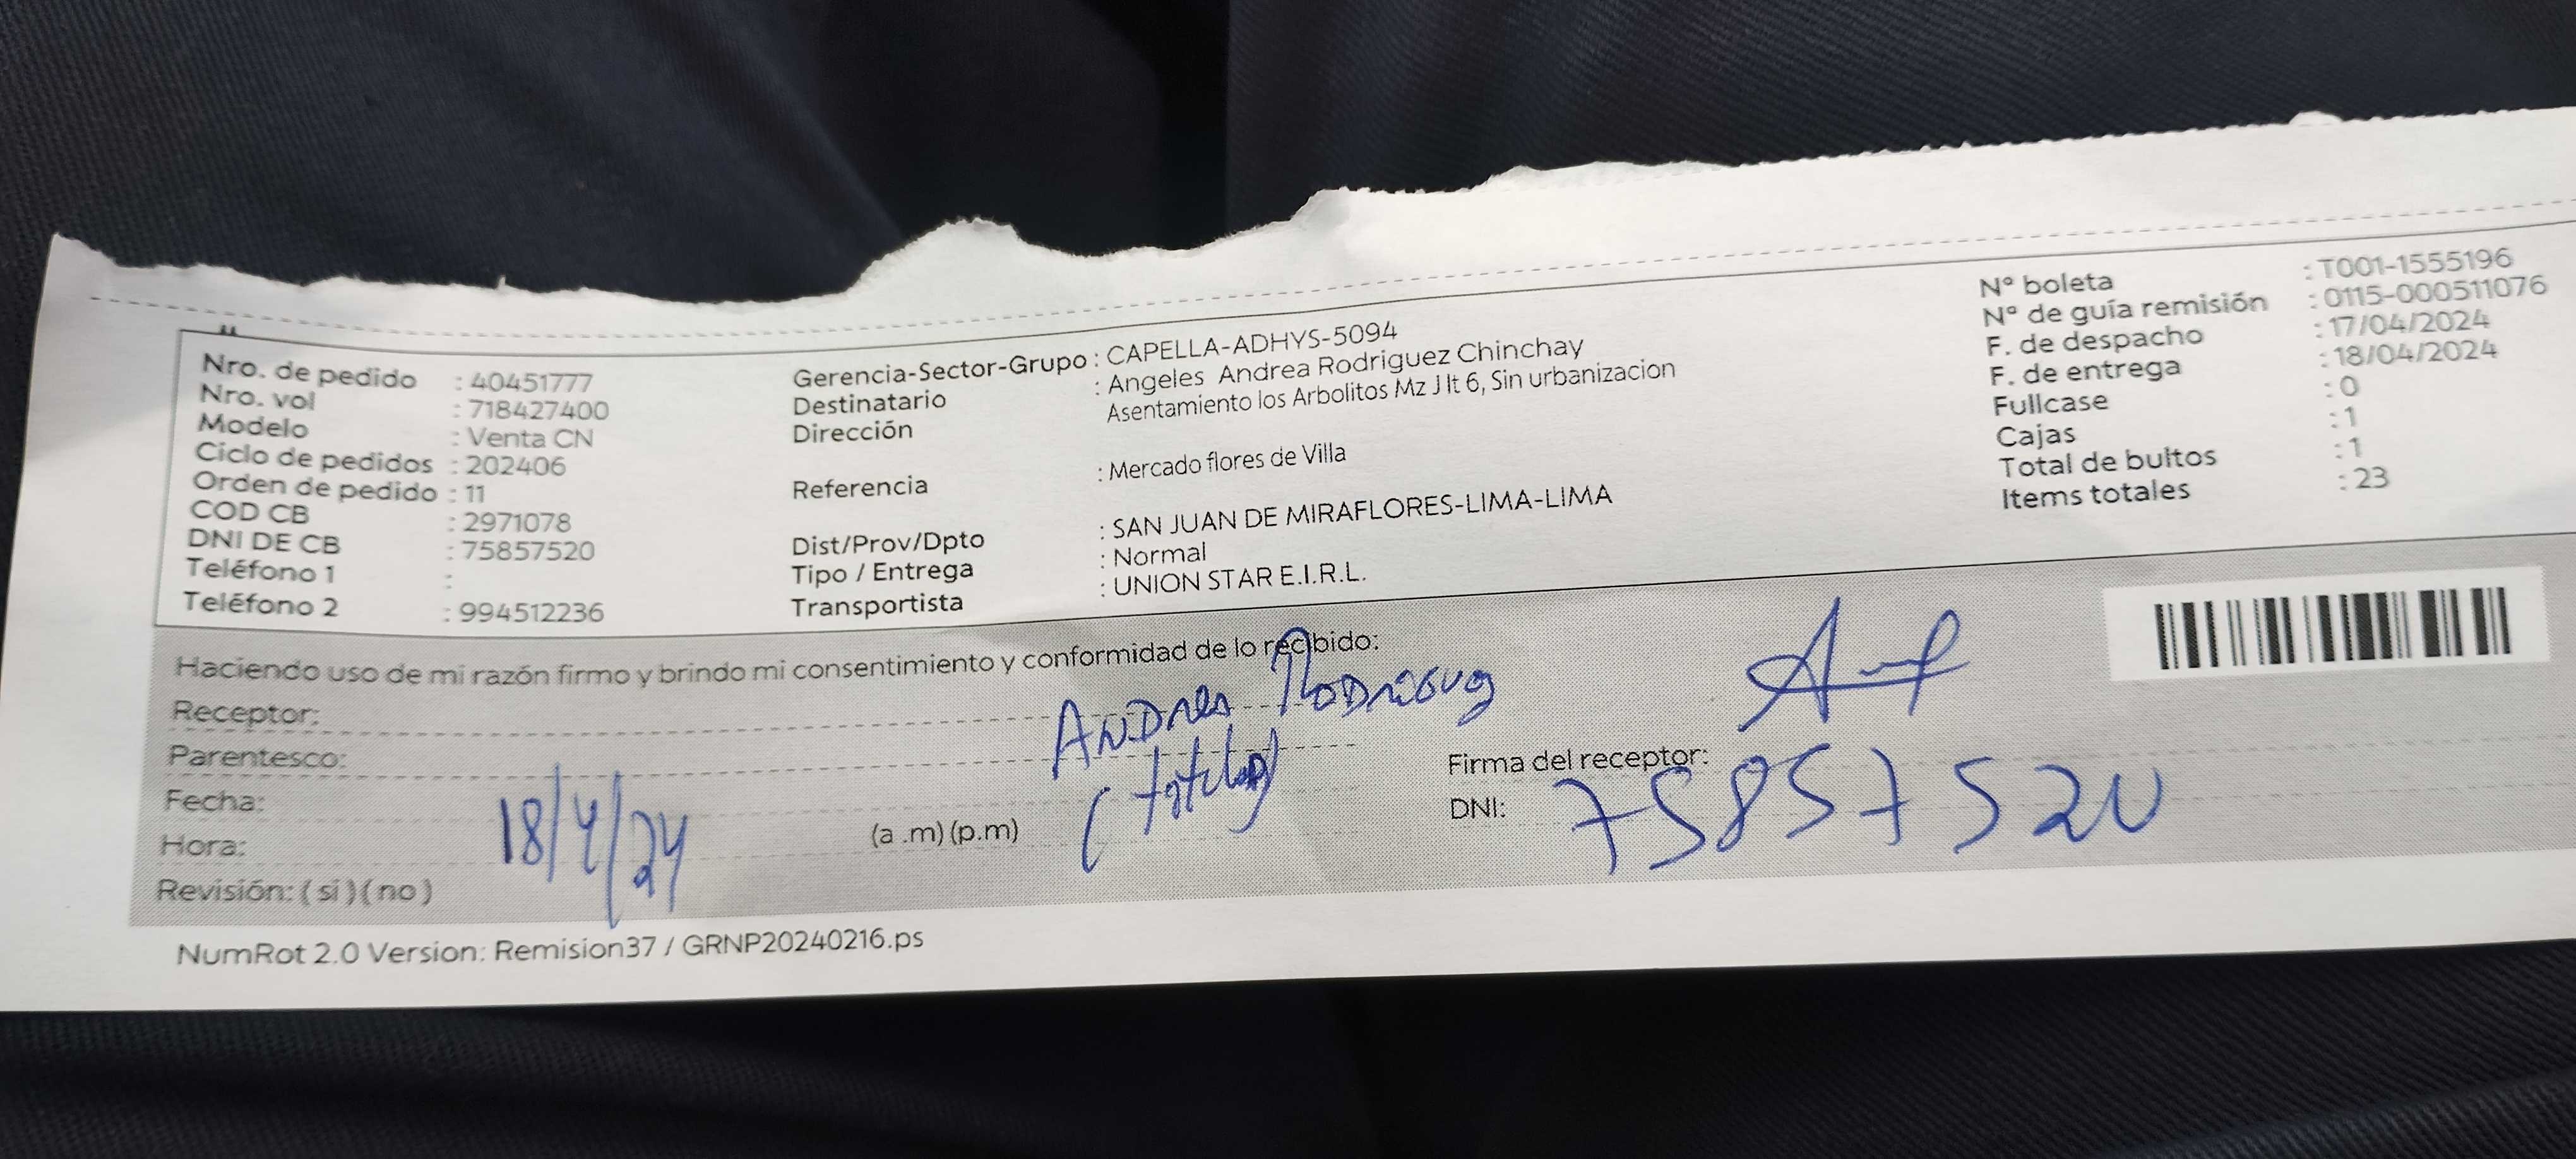 Nro. de pedido : 40451777
Nro. vol : 718427400
Modelo : Venta CN
Ciclo de pedidos : 202406
Orden de pedido : 11
COD CB : 2971078
DNI DE CB : 75857520
Teléfono 1 :
Teléfono 2 : 994512236
Gerencia-Sector-Grupo : CAPELLA-ADHYS-5094
Destinatario : Angeles Andrea Rodriguez Chinchay
Dirección Asentamiento los Arbolitos Mz J lt 6, Sin urbanizacion
Referencia : Mercado flores de Villa
Dist/Prov/Dpto : SAN JUAN DE MIRAFLORES-LIMA-LIMA
Tipo / Entrega : Normal
Transportista : UNION STAR E.I.R.L.
N° boleta : T001-1555196
N° de guía remisión : 0115-000511076
F. de despacho : 17/04/2024
F. de entrega : 18/04/2024
Fullcase : 0
Cajas : 1
Total de bultos : 1
Items totales : 23
Haciendo uso de mi razón firmo y brindo mi consentimiento y conformidad de lo recibido:
Receptor:
Parentesco: (titular)
Fecha: 18/4/24
Hora: (a .m) (p.m)
Revisión: ( si ) ( no )
Firma del receptor:
DNI: 75857520
NumRot 2.0 Version: Remision37 / GRNP20240216.ps